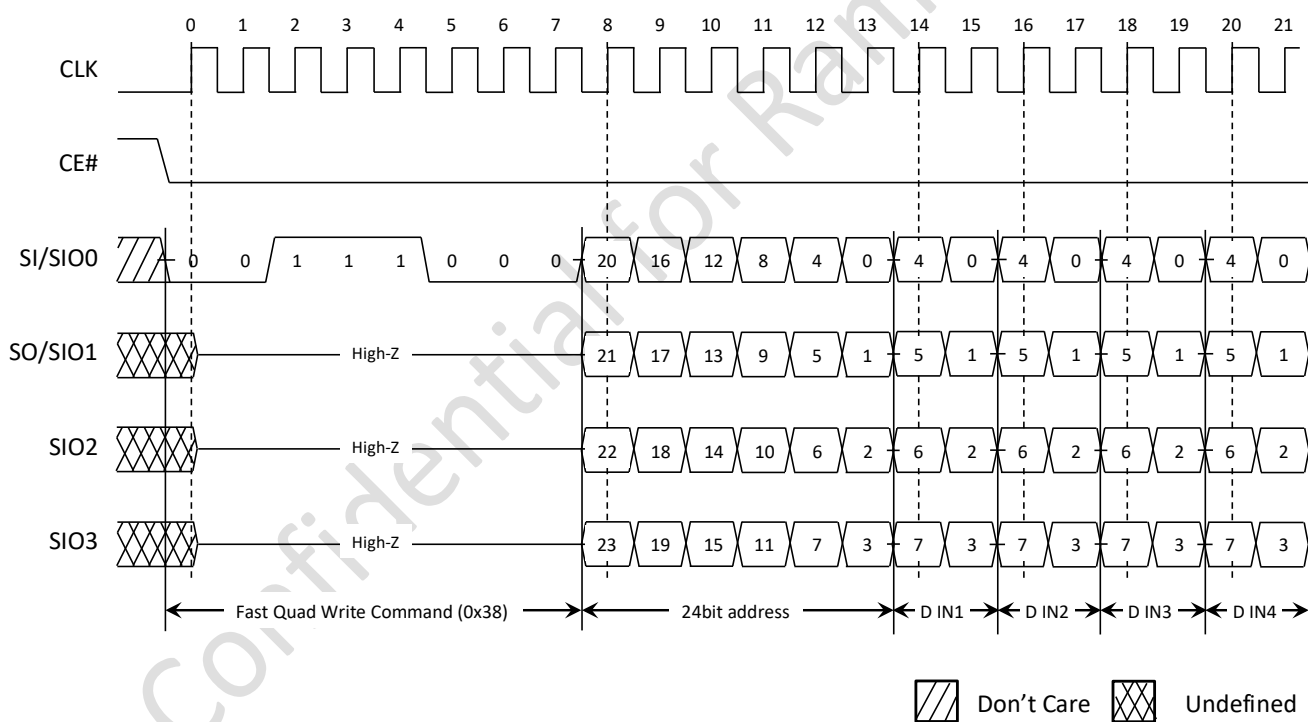 0 1 2 3 4 5 6 7 8 9 10 11 12 13 14 15 16 17 18 19 20 21
CLK
CE#
SI/SIO0 0 0 1 1 1 0 0 0 20 16 12 8 4 0 4 0 4 0 4 0 4 0
SO/SIO1 High-Z 21 17 13 9 5 1 5 1 5 1 5 1 5 1
SIO2 High-Z 22 18 14 10 6 2 6 2 6 2 6 2 6 2
SIO3 High-Z 23 19 15 11 7 3 7 3 7 3 7 3 7 3
Fast Quad Write Command (0x38) 24bit address D IN1 D IN2 D IN3 D IN4
Don't Care Undefined
Confidential for Ram